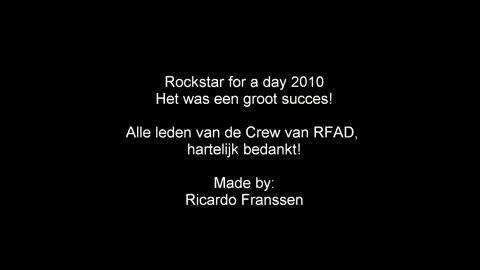 Rockstar for a day 2010
Het was een groot succes!
Alle leden van de Crew van RFAD,
hartelijk bedankt!
Made by:
Ricardo Franssen